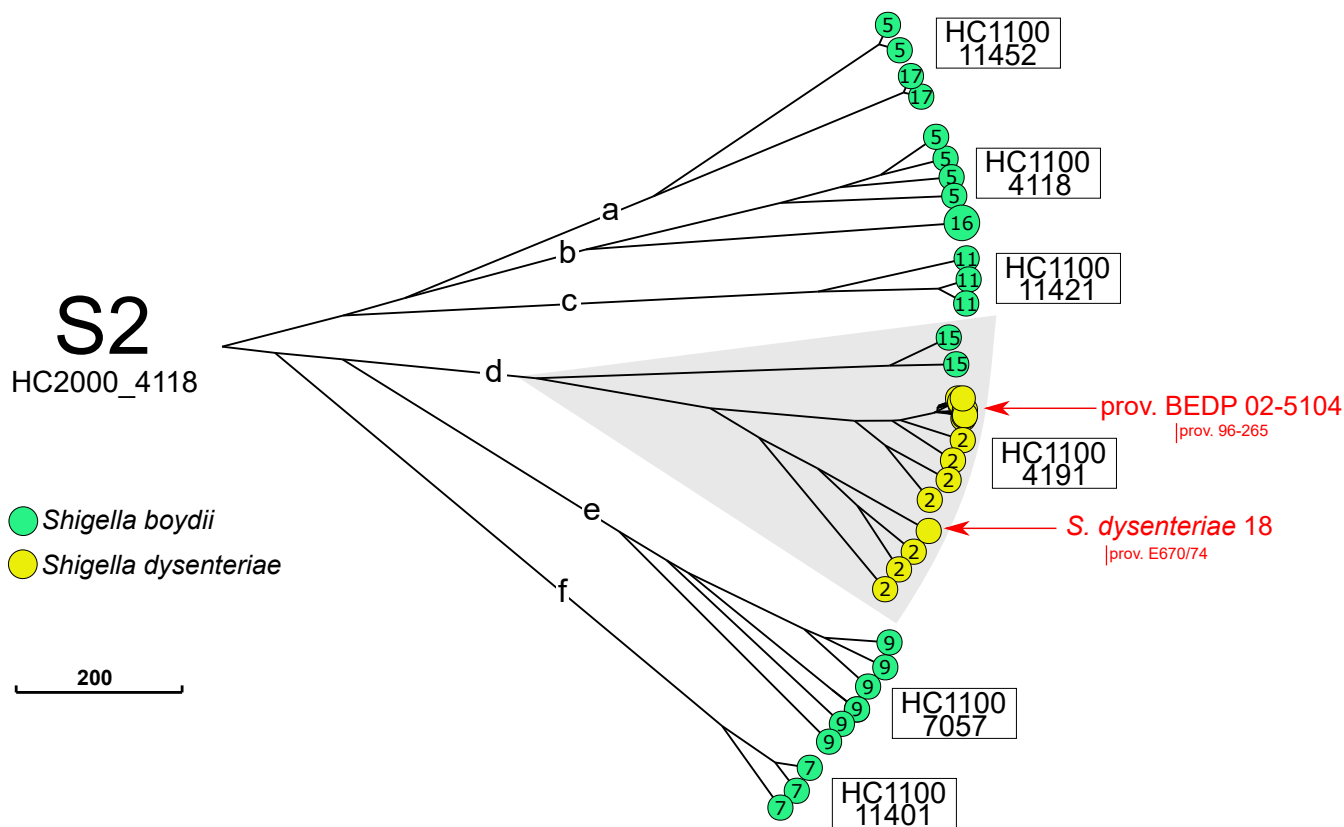 5
HC1100
11452
5
17
17
5
HC1100
4118
5
5
5
a
16
b
11
HC1100
11421
11
c
11
S2
HC2000_4118
15
15
d
prov. BEDP 02-5104
|prov. 96-265
2
HC1100
4191
2
2
2
Shigella boydii
e
S. dysenteriae 18
|prov. E670/74
2
Shigella dysenteriae
2
2
f
9
9
9
HC1100
7057
9
9
9
200
7
7
HC1100
11401
7